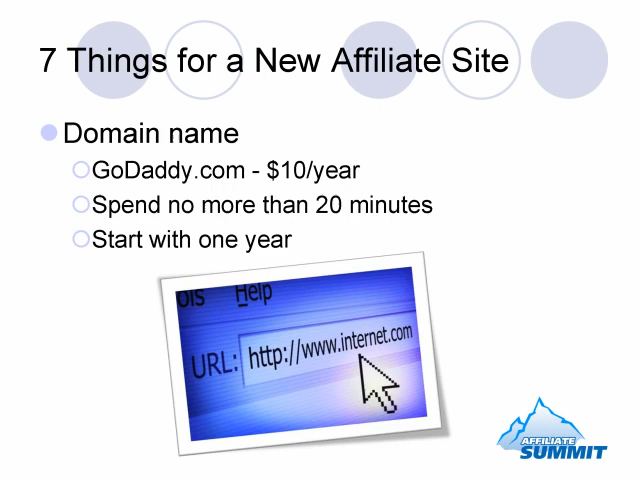 7 Things for a New Affiliate Site
Domain name
GoDaddy.com - $10/year
Spend no more than 20 minutes
Start with one year
ols Help
URL: http://www.internet.com
AFFILIATE
SUMMIT